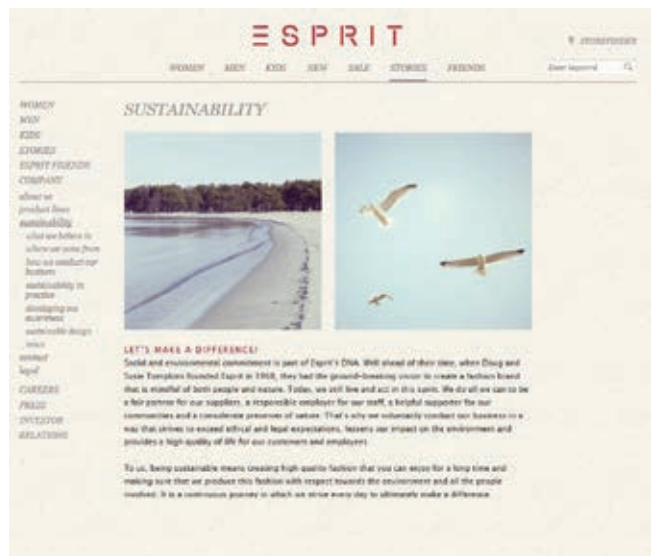 ESPRIT
STOREFINDER
WOMEN MEN KIDS NEW SALE STORIES FRIENDS
Enter keyword
WOMEN
MEN
KIDS
STORIES
ESPRIT FRIENDS
COMPANY
about us
product lines
sustainability
what we believe in
where we come from
how we conduct our
business
sustainability in
practice
developing our
awareness
sustainable design
news
contact
legal
CAREERS
PRESS
INVESTOR
RELATIONS
SUSTAINABILITY
LET'S MAKE A DIFFERENCE!
Social and environmental commitment is part of Esprit's DNA. Well ahead of their time, when Doug and
Susie Tompkins founded Esprit in 1968, they had the ground-breaking vision to create a fashion brand
that is mindful of both people and nature. Today, we still live and act in this spirit. We do all we can to be
a fair partner for our suppliers, a responsible employer for our staff, a helpful supporter for our
communities and a considerate preserver of nature. That's why we voluntarily conduct our business in a
way that strives to exceed ethical and legal expectations, lessens our impact on the environment and
provides a high quality of life for our customers and employees.
To us, being sustainable means creating high quality fashion that you can enjoy for a long time and
making sure that we produce this fashion with respect towards the environment and all the people
involved. It is a continuous journey in which we strive every day to ultimately make a difference.